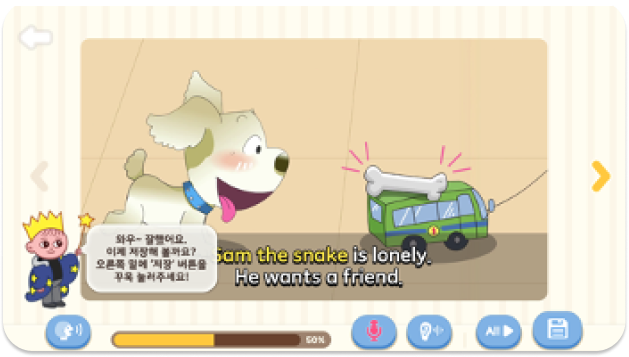 와우~ 잘했어요.
이제 저장해 볼까요?
오른쪽 밑에 '저장' 버튼을
꾸욱 눌러주세요!
Sam the snake is lonely.
He wants a friend.
50%
All